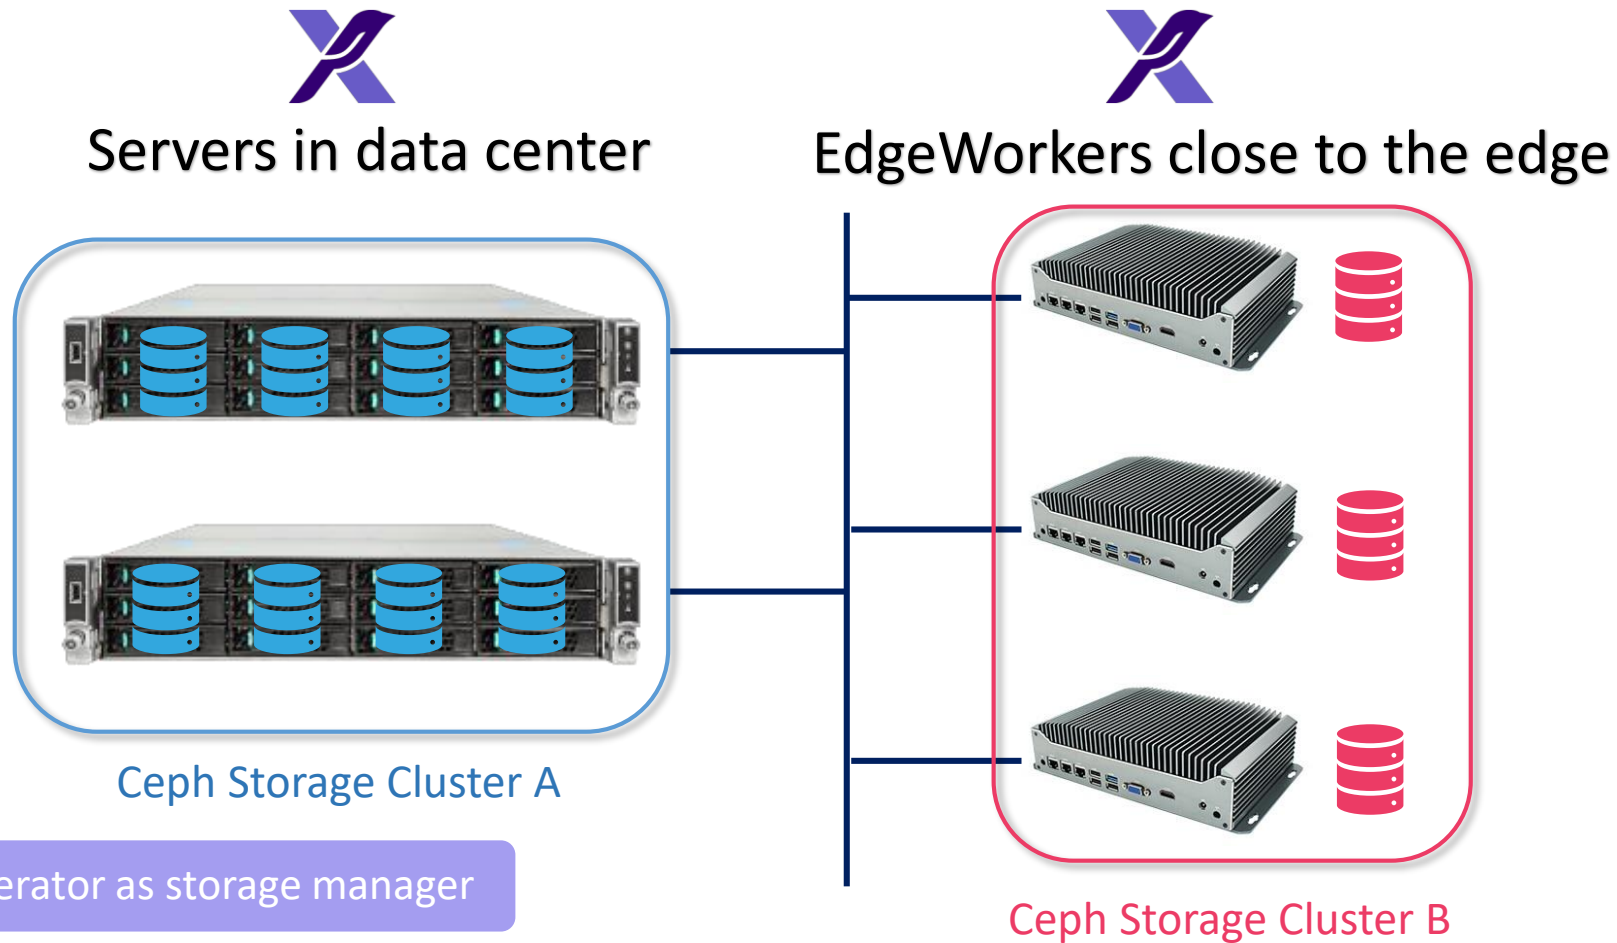 Servers in data center
EdgeWorkers close to the edge
Ceph Storage Cluster A
erator as storage manager
Ceph Storage Cluster B